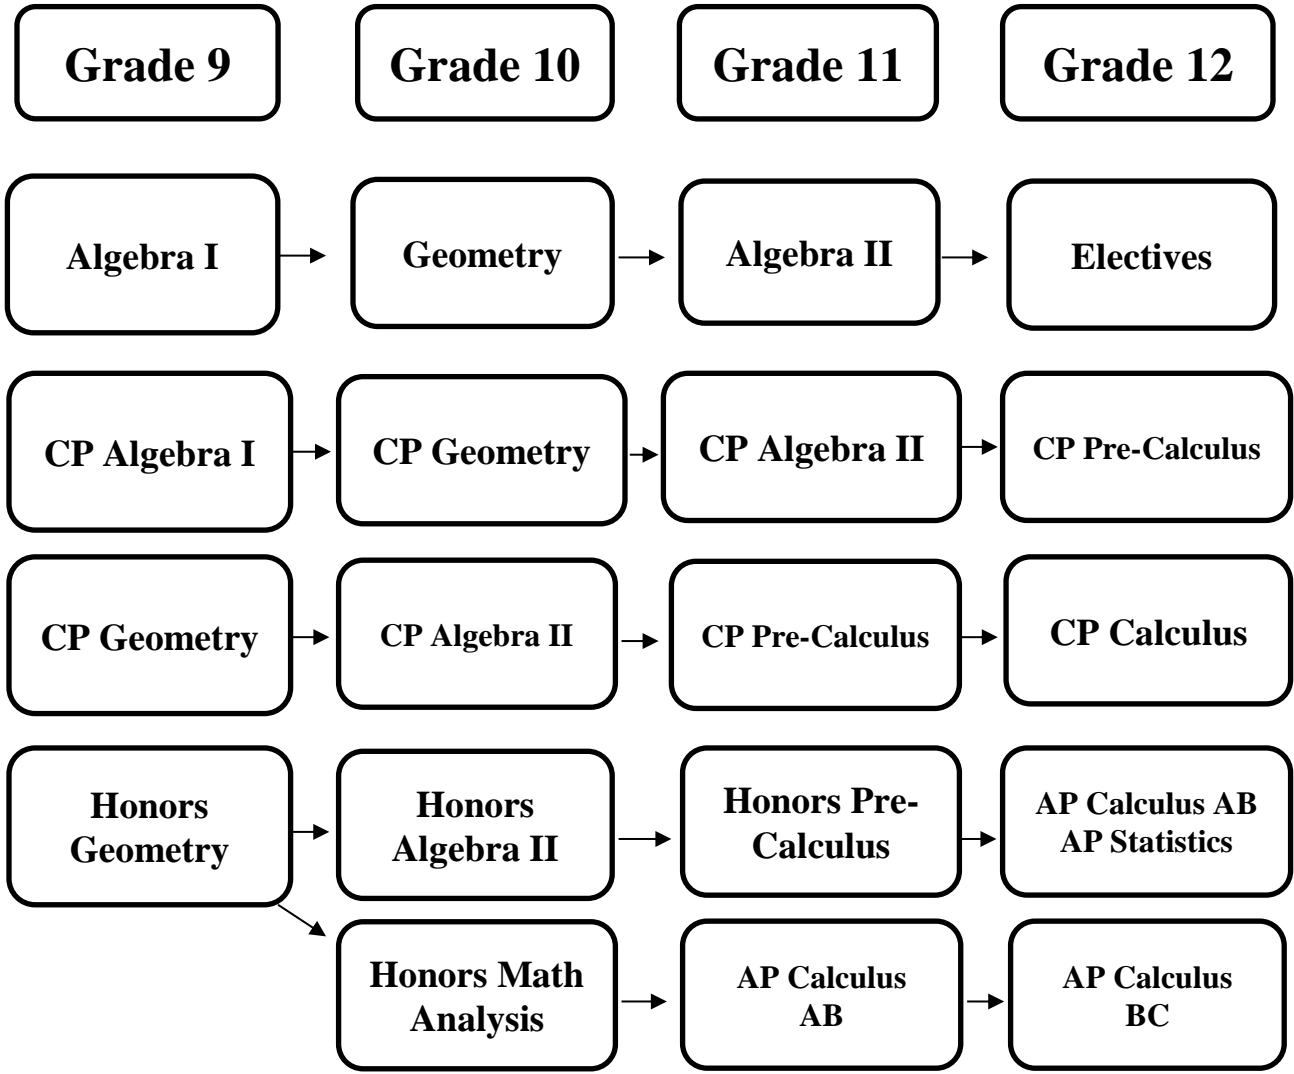 Grade 9
Grade 10
Grade 11
Grade 12
Algebra I
Geometry
Algebra II
Electives
CP Algebra I
CP Geometry
CP Algebra II
CP Pre-Calculus
CP Geometry
CP Algebra II
CP Pre-Calculus
CP Calculus
Honors
Geometry
Honors
Algebra II
Honors Pre-
Calculus
AP Calculus AB
AP Statistics
Honors Math
Analysis
AP Calculus
AB
AP Calculus
BC